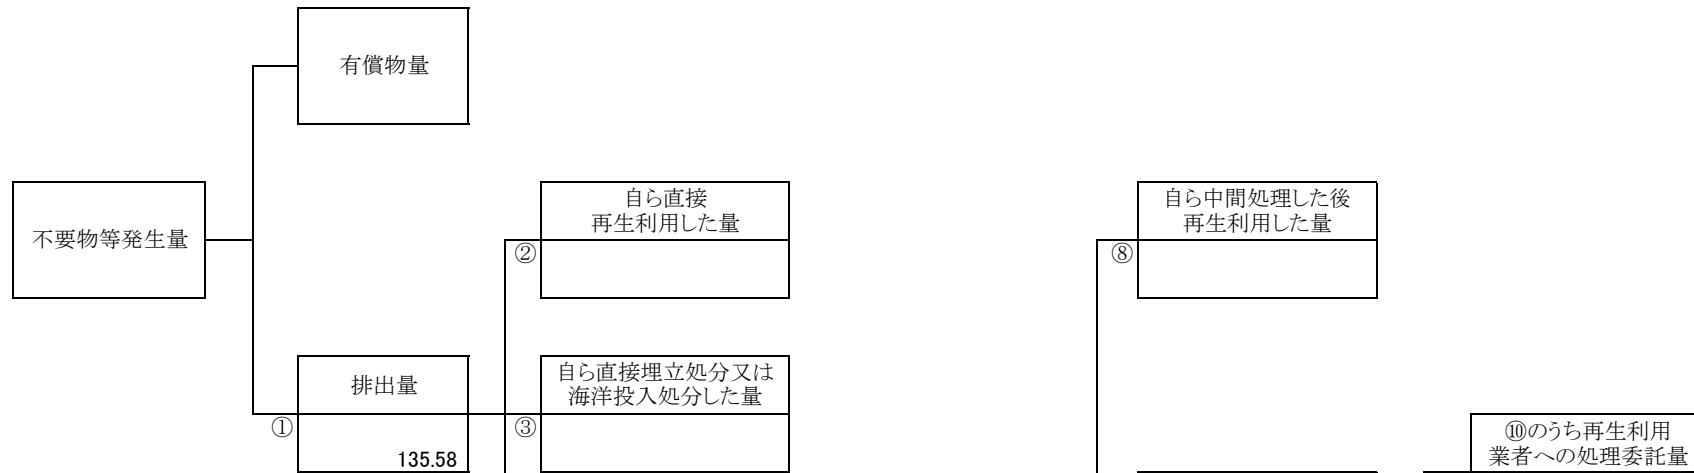 有償物量
不要物等発生量
自ら直接
再生利用した量
②
自ら中間処理した後
再生利用した量
⑧
排出量
①
135.58
自ら直接埋立処分又は
海洋投入処分した量
③
⑩のうち再生利用
業者への処理委託量